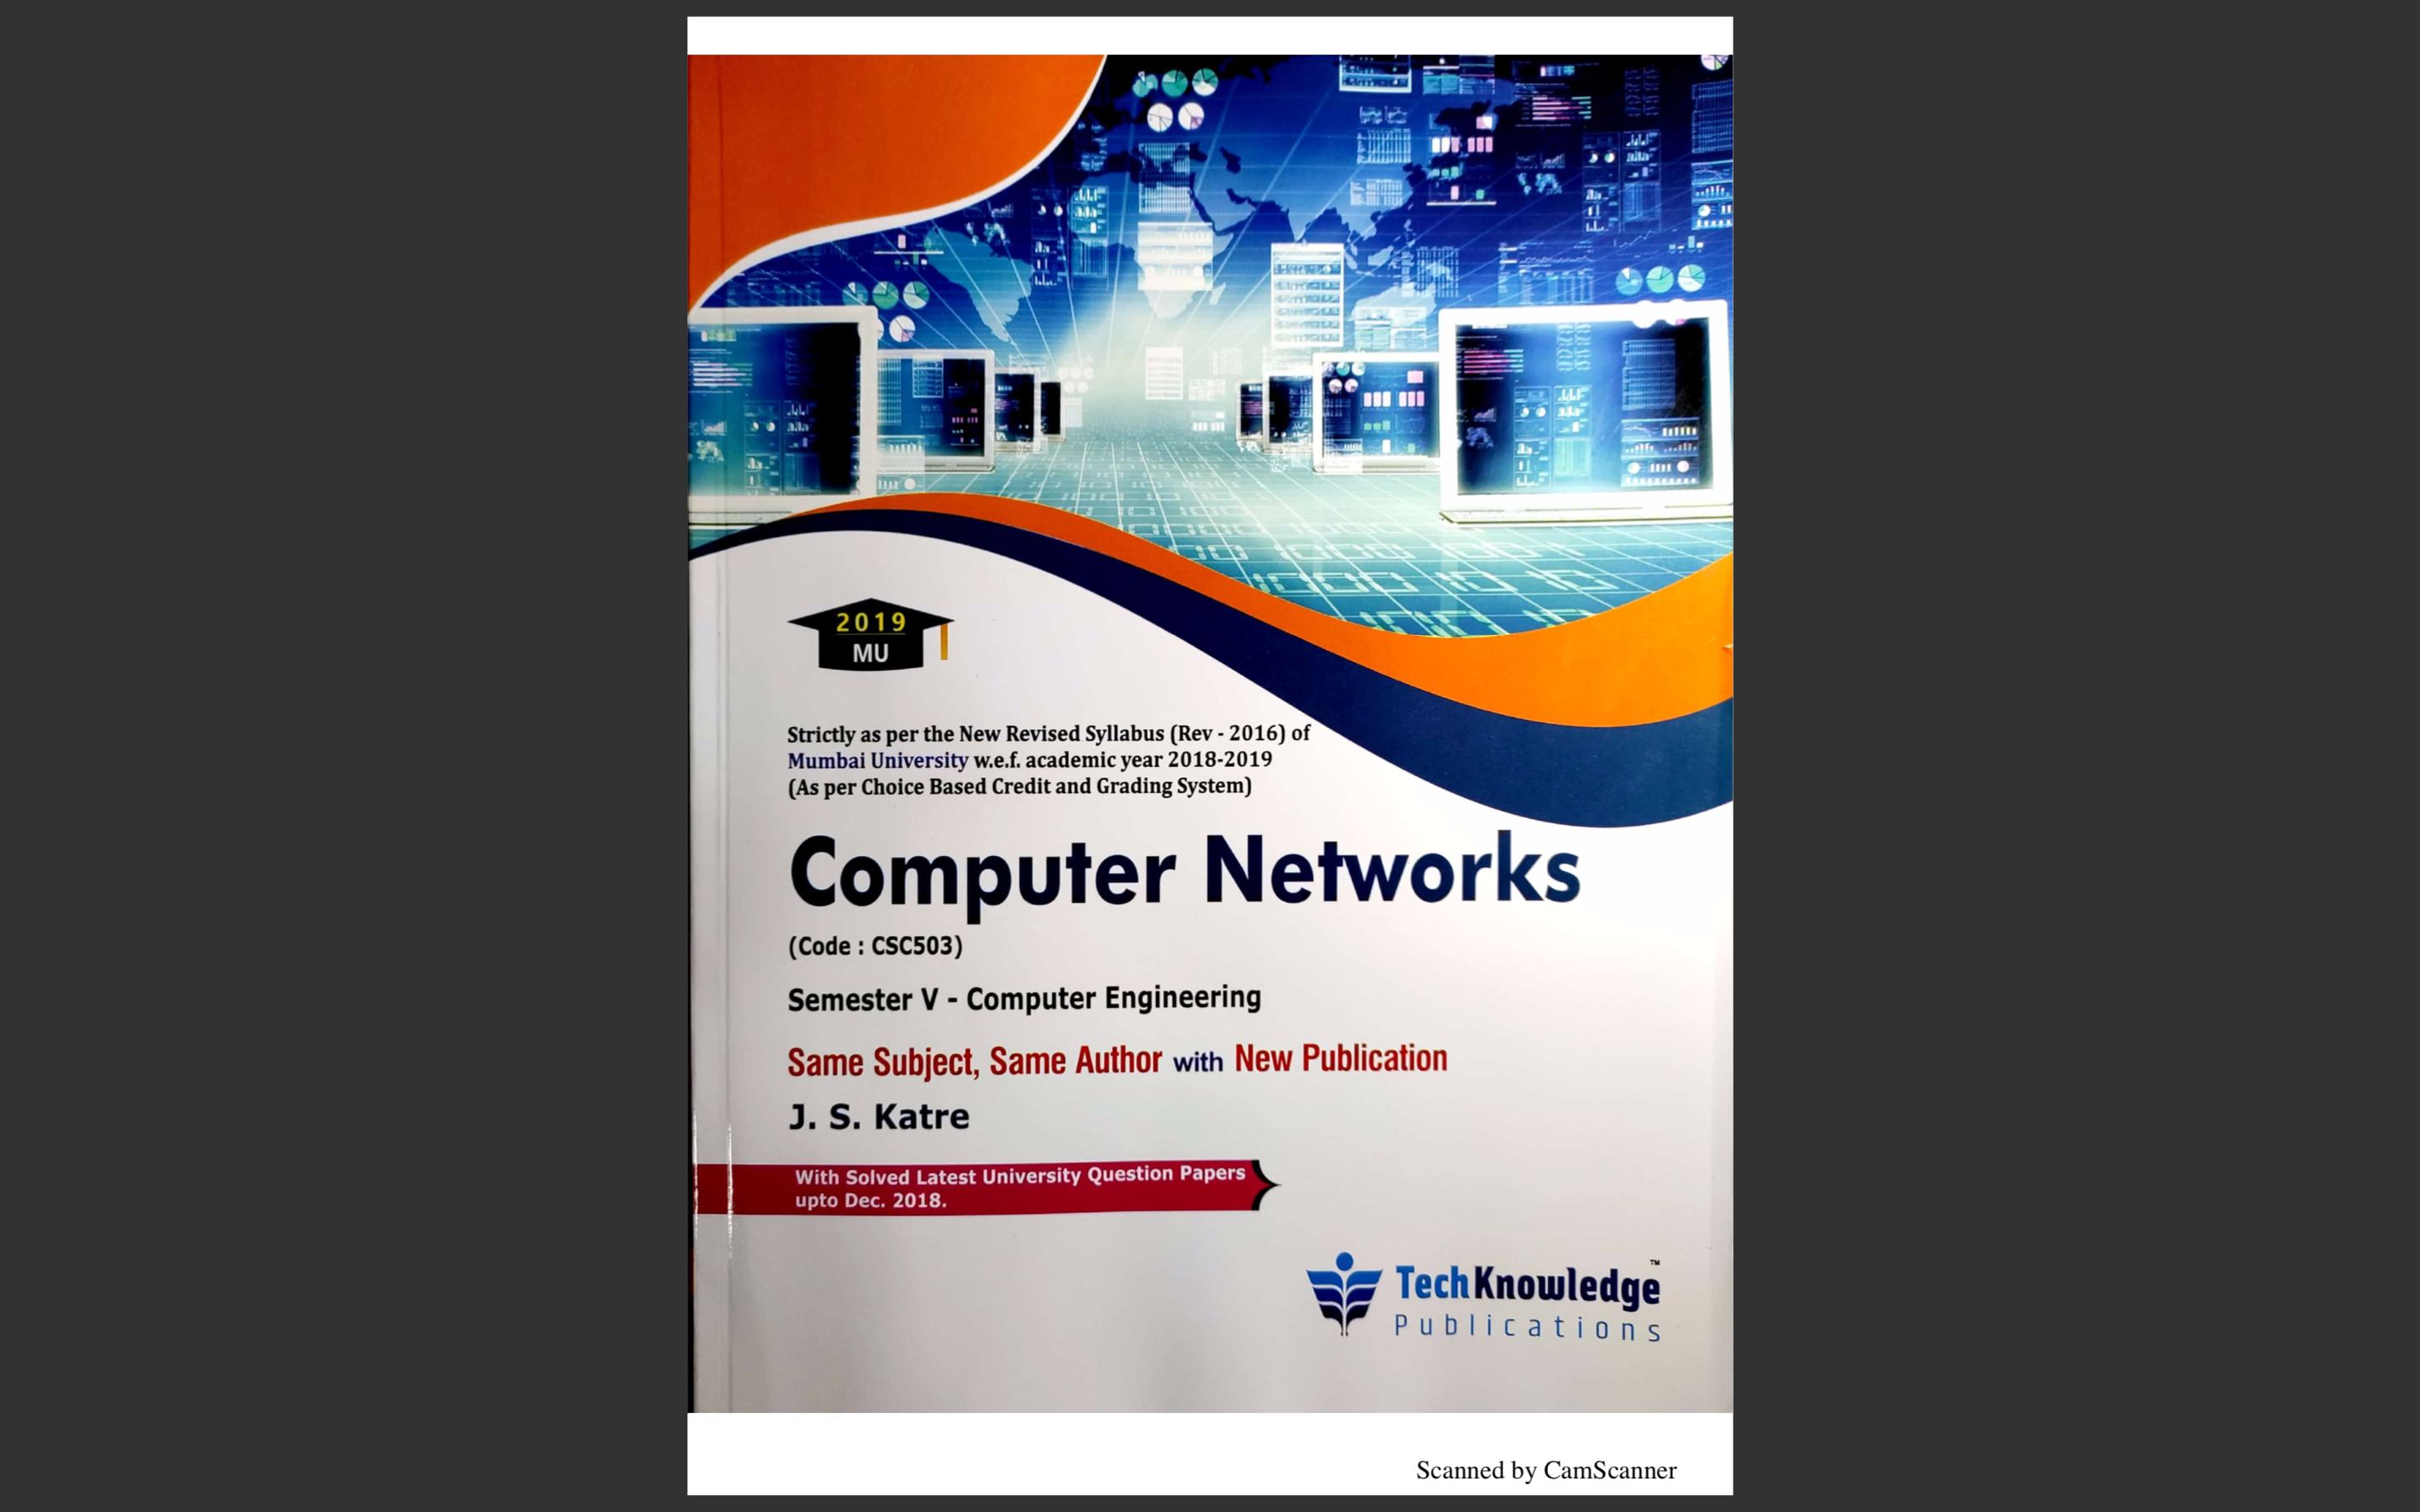 2019
MU
Strictly as per the New Revised Syllabus (Rev - 2016) of
Mumbai University w.e.f. academic year 2018-2019
(As per Choice Based Credit and Grading System)
Computer Networks
(Code : CSC503)
Semester V - Computer Engineering
Same Subject, Same Author with New Publication
J. S. Katre
With Solved Latest University Question Papers
upto Dec. 2018.
TechKnowledge™
Publications
Scanned by CamScanner